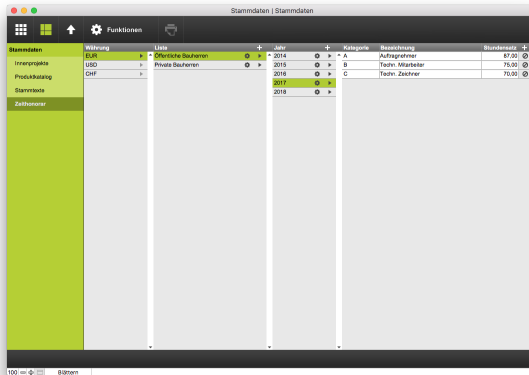 Stammdaten | Stammdaten
Funktionen
Stammdaten
Innenprojekte
Produktkatalog
Stammtexte
Zeithonorar
Währung
EUR
USD
CHF
Liste +
Öffentliche Bauherren
Private Bauherren
Jahr +
2014
2015
2016
2017
2018
Kategorie Bezeichnung Stundensatz +
A Auftragnehmer 87,00
B Techn. Mitarbeiter 75,00
C Techn. Zeichner 70,00
100 Blättern